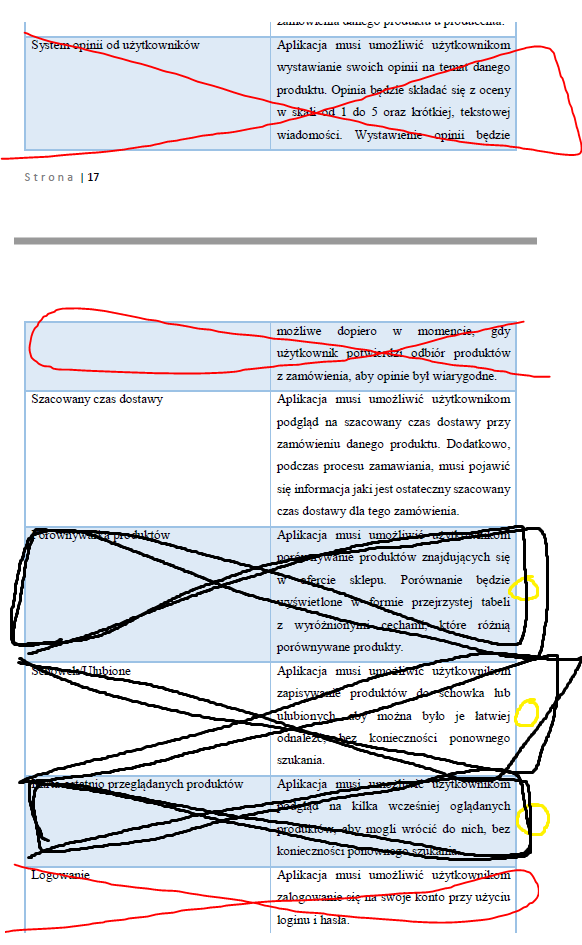 zamówienia danego produktu u producenta.
System opinii od użytkowników
Aplikacja musi umożliwić użytkownikom
wystawianie swoich opinii na temat danego
produktu. Opinia będzie składać się z oceny
w skali od 1 do 5 oraz krótkiej, tekstowej
wiadomości. Wystawienie opinii będzie
Strona | 17
możliwe dopiero w momencie, gdy
użytkownik potwierdzi odbiór produktów
z zamówienia, aby opinie był wiarygodne.
Szacowany czas dostawy
Aplikacja musi umożliwić użytkownikom
podgląd na szacowany czas dostawy przy
zamówieniu danego produktu. Dodatkowo,
podczas procesu zamawiania, musi pojawić
się informacja jaki jest ostateczny szacowany
czas dostawy dla tego zamówienia.
Porównywarka produktów
Aplikacja musi umożliwić użytkownikom
porównywanie produktów znajdujących się
w ofercie sklepu. Porównanie będzie
wyświetlone w formie przejrzystej tabeli
z wyróżnionymi cechami, które różnią
porównywane produkty.
Schowek/Ulubione
Aplikacja musi umożliwić użytkownikom
zapisywanie produktów do schowka lub
ulubionych, aby można było je łatwiej
odnaleźć, bez konieczności ponownego
szukania.
ostatnio przeglądanych produktów
Aplikacja musi umożliwić użytkownikom
podgląd na kilka wcześniej oglądanych
produktów, aby mogli wrócić do nich, bez
konieczności ponownego szukania.
Logowanie
Aplikacja musi umożliwić użytkownikom
zalogowanie się na swoje konto przy użyciu
loginu i hasła.